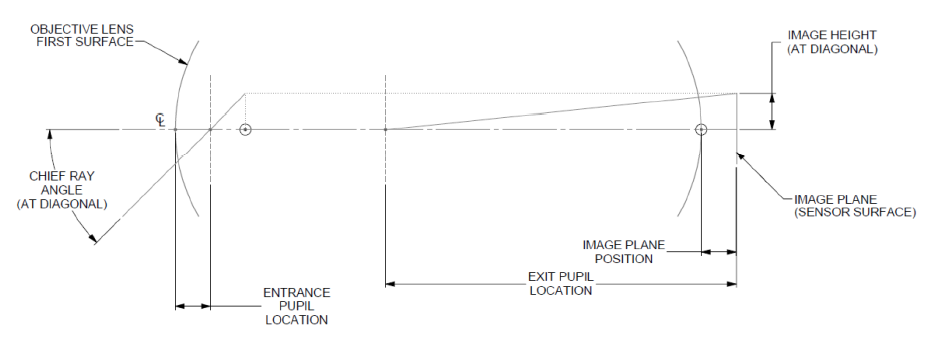 OBJECTIVE LENS
FIRST SURFACE
IMAGE HEIGHT
(AT DIAGONAL)
℄
CHIEF RAY
ANGLE
(AT DIAGONAL)
IMAGE PLANE
(SENSOR SURFACE)
IMAGE PLANE
POSITION
EXIT PUPIL
LOCATION
ENTRANCE
PUPIL
LOCATION